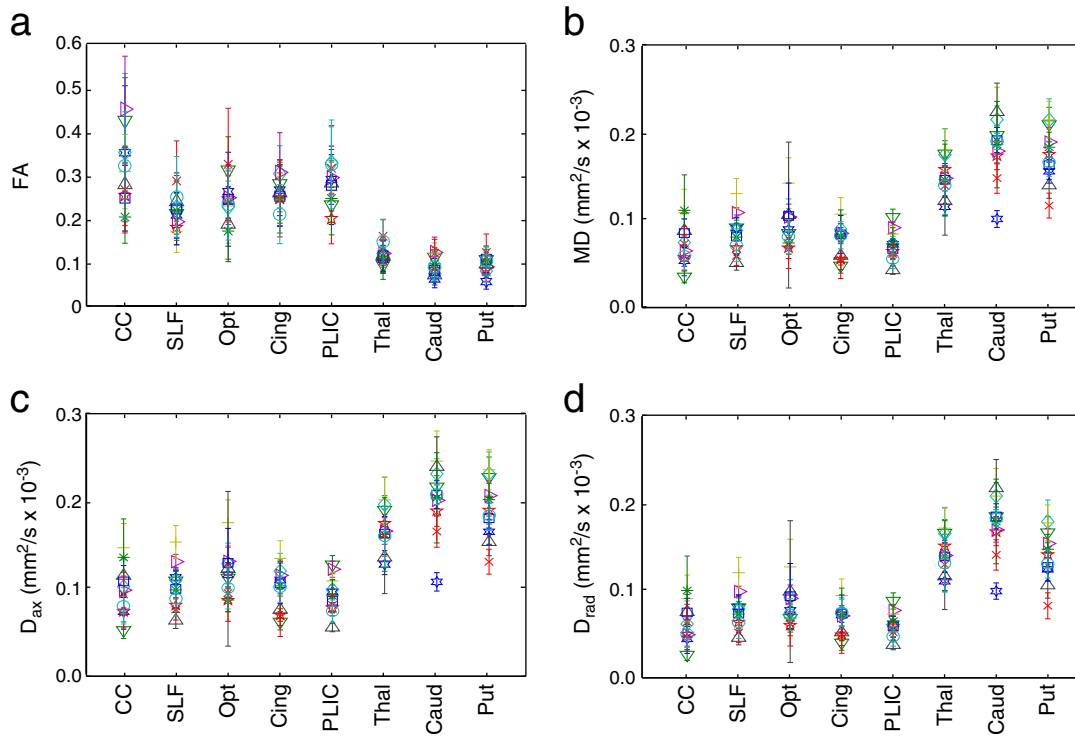 a
FA
0.6
0.5
0.4
0.3
0.2
0.1
0
CC SLF Opt Cing PLIC Thal Caud Put
b
MD (mm²/s x 10⁻³)
0.3
0.2
0.1
0.0
CC SLF Opt Cing PLIC Thal Caud Put
c
D_ax (mm²/s x 10⁻³)
0.3
0.2
0.1
0.0
CC SLF Opt Cing PLIC Thal Caud Put
d
D_rad (mm²/s x 10⁻³)
0.3
0.2
0.1
0.0
CC SLF Opt Cing PLIC Thal Caud Put